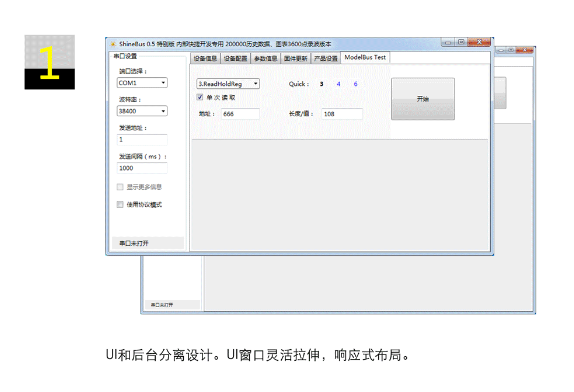 1
ShineBus 0.5 特别版 内部快捷开发专用 200000历史数据、图表3600点录波版本
串口设置
设备信息 设备配置 参数信息 固件更新 产品设置 ModelBus Test
端口选择：
COM1
波特率：
38400
发送地址：
1
发送间隔（ms）：
1000
显示更多信息
使用协议模式
串口未打开
3.ReadHoldReg
Quick： 3 4 6
单 次 读 取
地址： 666
长度/值： 108
开始
串口未打开
UI和后台分离设计。UI窗口灵活拉伸，响应式布局。